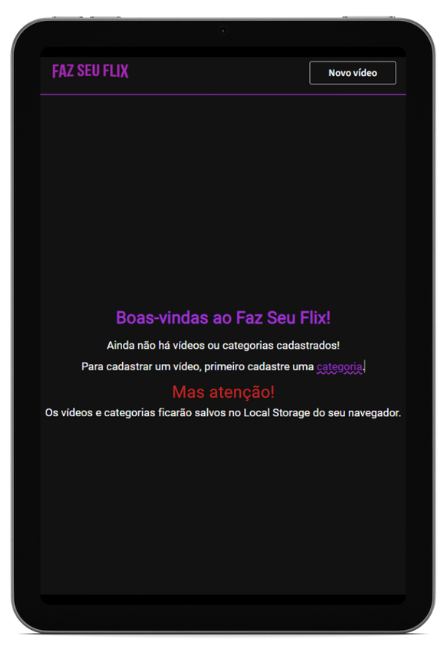 FAZ SEU FLIX
Novo vídeo
Boas-vindas ao Faz Seu Flix!
Ainda não há vídeos ou categorias cadastrados!
Para cadastrar um vídeo, primeiro cadastre uma categoria.
Mas atenção!
Os vídeos e categorias ficarão salvos no Local Storage do seu navegador.